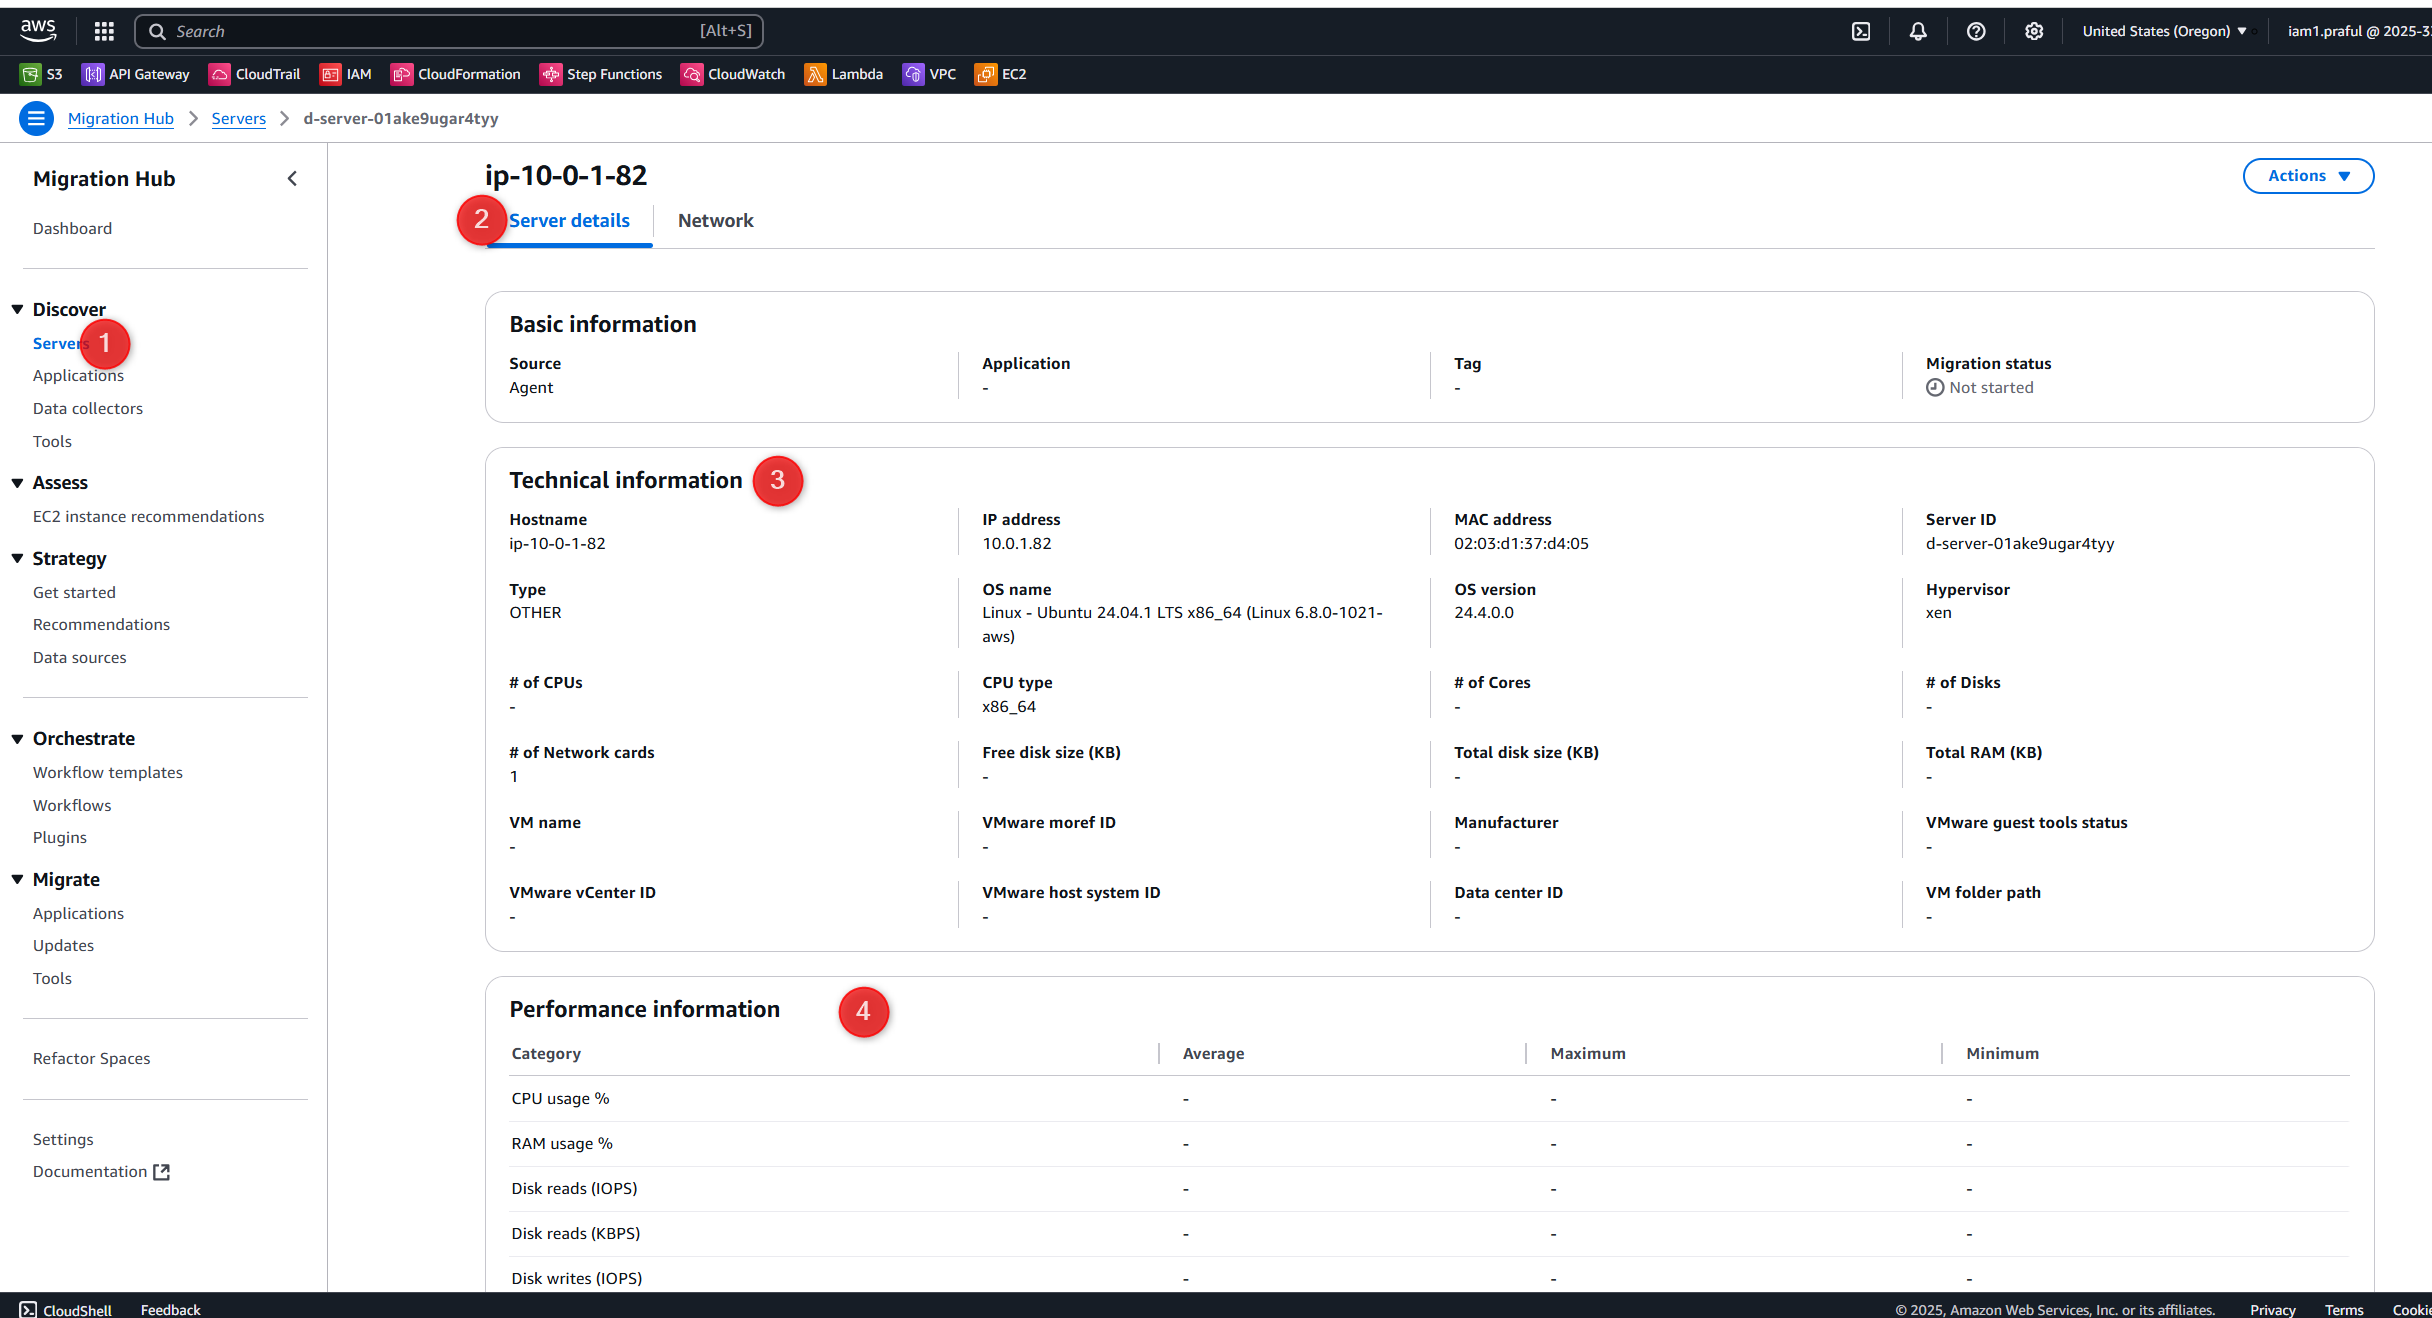 aws
Search [Alt+S]
United States (Oregon) iam1.praful @ 2025-3
S3 API Gateway CloudTrail IAM CloudFormation Step Functions CloudWatch Lambda VPC EC2
Migration Hub Servers d-server-01ake9ugar4tyy
Migration Hub
Dashboard
Discover
Servers 1
Applications
Data collectors
Tools
Assess
EC2 instance recommendations
Strategy
Get started
Recommendations
Data sources
Orchestrate
Workflow templates
Workflows
Plugins
Migrate
Applications
Updates
Tools
Refactor Spaces
Settings
Documentation
ip-10-0-1-82
Actions
2 Server details Network
Basic information
Source Application Tag Migration status
Agent - - Not started
Technical information 3
Hostname IP address MAC address Server ID
ip-10-0-1-82 10.0.1.82 02:03:d1:37:d4:05 d-server-01ake9ugar4tyy
Type OS name OS version Hypervisor
OTHER Linux - Ubuntu 24.04.1 LTS x86_64 (Linux 6.8.0-1021- 24.4.0.0 xen
aws)
# of CPUs CPU type # of Cores # of Disks
- x86_64 - -
# of Network cards Free disk size (KB) Total disk size (KB) Total RAM (KB)
1 - - -
VM name VMware moref ID Manufacturer VMware guest tools status
- - - -
VMware vCenter ID VMware host system ID Data center ID VM folder path
- - - -
Performance information 4
Category Average Maximum Minimum
CPU usage % - - -
RAM usage % - - -
Disk reads (IOPS) - - -
Disk reads (KBPS) - - -
Disk writes (IOPS) - - -
CloudShell Feedback © 2025, Amazon Web Services, Inc. or its affiliates. Privacy Terms Cookie